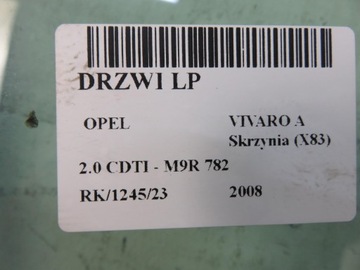 DRZWI LP
OPEL VIVARO A
Skrzynia (X83)
2.0 CDTI - M9R 782
RK/1245/23 2008